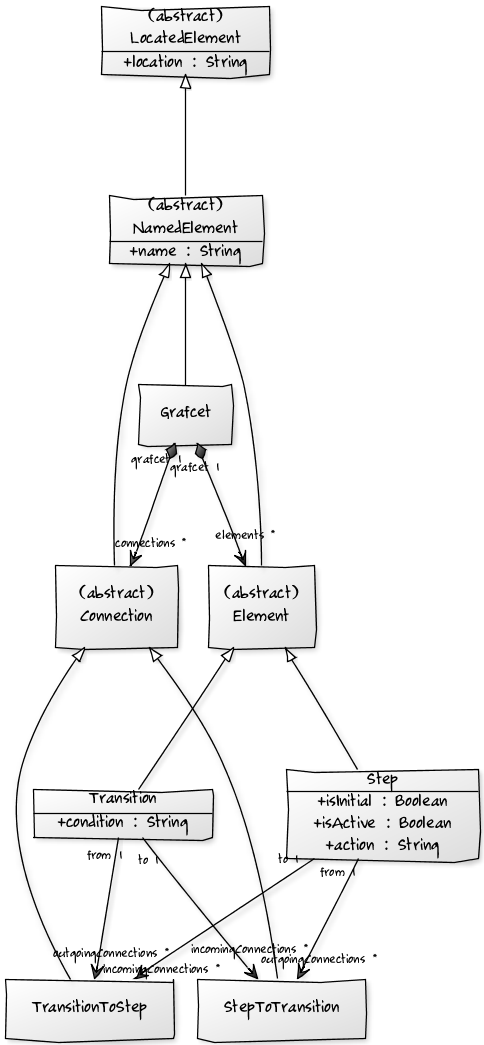 (abstract)
LocatedElement
+location : String
(abstract)
NamedElement
+name : String
Grafcet
grafcet 1
grafcet 1
connections *
elements *
(abstract)
Connection
(abstract)
Element
Transition
+condition : String
Step
+isInitial : Boolean
+isActive : Boolean
+action : String
from 1
to 1
to 1
from 1
outgoingConnections *
incomingConnections *
incomingConnections *
outgoingConnections *
TransitionToStep
StepToTransition